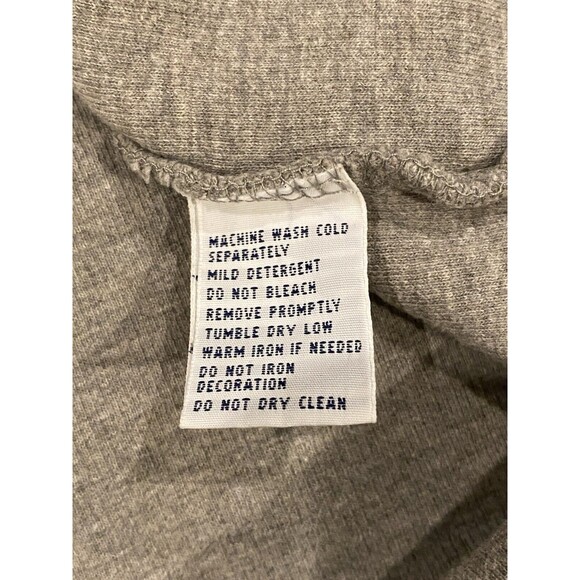 MACHINE WASH COLD
SEPARATELY
MILD DETERGENT
DO NOT BLEACH
REMOVE PROMPTLY
TUMBLE DRY LOW
WARM IRON IF NEEDED
DO NOT IRON
DECORATION
DO NOT DRY CLEAN